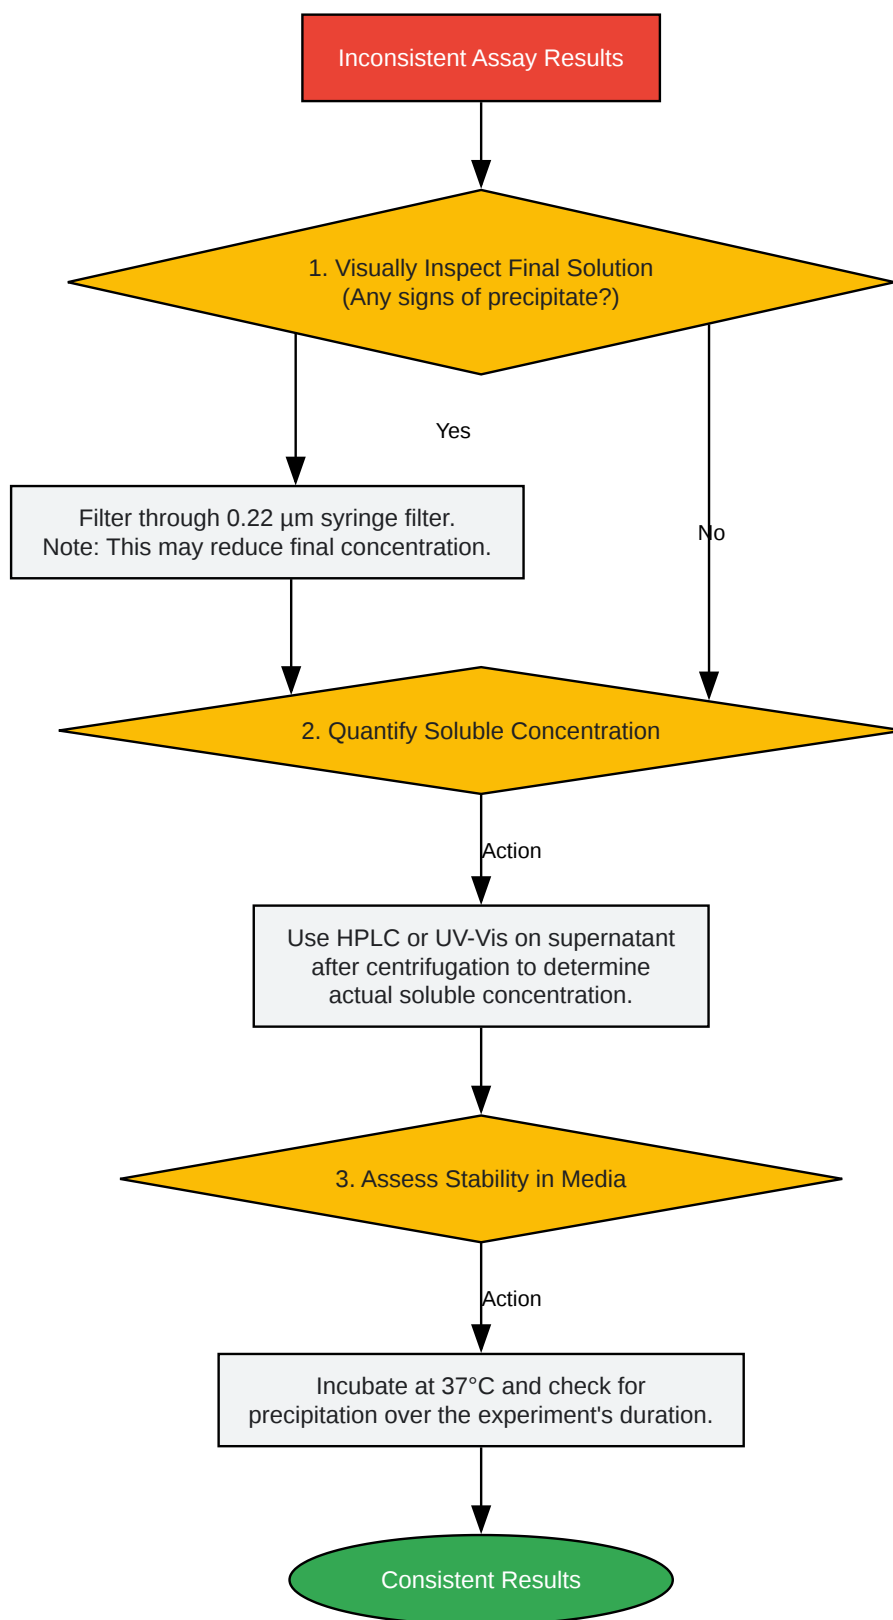 Inconsistent Assay Results
1. Visually Inspect Final Solution
(Any signs of precipitate?)
Yes
Filter through 0.22 µm syringe filter.
Note: This may reduce final concentration.
No
2. Quantify Soluble Concentration
Action
Use HPLC or UV-Vis on supernatant
after centrifugation to determine
actual soluble concentration.
3. Assess Stability in Media
Action
Incubate at 37°C and check for
precipitation over the experiment's duration.
Consistent Results